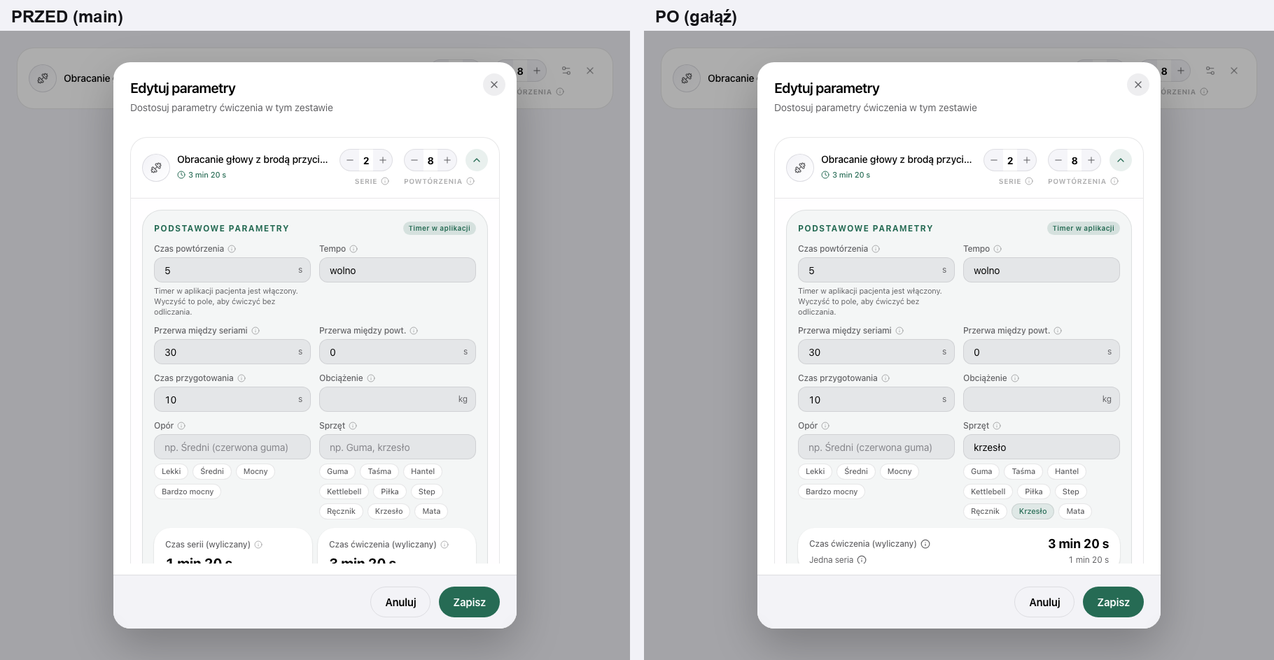 PRZED (main)
Obracanie
8
ÓRZENIA
Edytuj parametry
Dostosuj parametry ćwiczenia w tym zestawie
Obracanie głowy z brodą przyci...
3 min 20 s
2
8
SERIE
POWTÓRZENIA
PODSTAWOWE PARAMETRY
Timer w aplikacji
Czas powtórzenia
Tempo
5 s
wolno
Timer w aplikacji pacjenta jest włączony.
Wyczyść to pole, aby ćwiczyć bez
odliczania.
Przerwa między seriami
Przerwa między powt.
30 s
0 s
Czas przygotowania
Obciążenie
10 s
kg
Opór
Sprzęt
np. Średni (czerwona guma)
np. Guma, krzesło
Lekki Średni Mocny
Bardzo mocny
Guma Taśma Hantel
Kettlebell Piłka Step
Ręcznik Krzesło Mata
Czas serii (wyliczany)
1 min 20 s
Czas ćwiczenia (wyliczany)
3 min 20 s
Anuluj
Zapisz
PO (gałąź)
Obracanie
8
ÓRZENIA
Edytuj parametry
Dostosuj parametry ćwiczenia w tym zestawie
Obracanie głowy z brodą przyci...
3 min 20 s
2
8
SERIE
POWTÓRZENIA
PODSTAWOWE PARAMETRY
Timer w aplikacji
Czas powtórzenia
Tempo
5 s
wolno
Timer w aplikacji pacjenta jest włączony.
Wyczyść to pole, aby ćwiczyć bez
odliczania.
Przerwa między seriami
Przerwa między powt.
30 s
0 s
Czas przygotowania
Obciążenie
10 s
kg
Opór
Sprzęt
np. Średni (czerwona guma)
krzesło
Lekki Średni Mocny
Bardzo mocny
Guma Taśma Hantel
Kettlebell Piłka Step
Ręcznik Krzesło Mata
Czas ćwiczenia (wyliczany) 3 min 20 s
Jedna seria 1 min 20 s
Anuluj
Zapisz